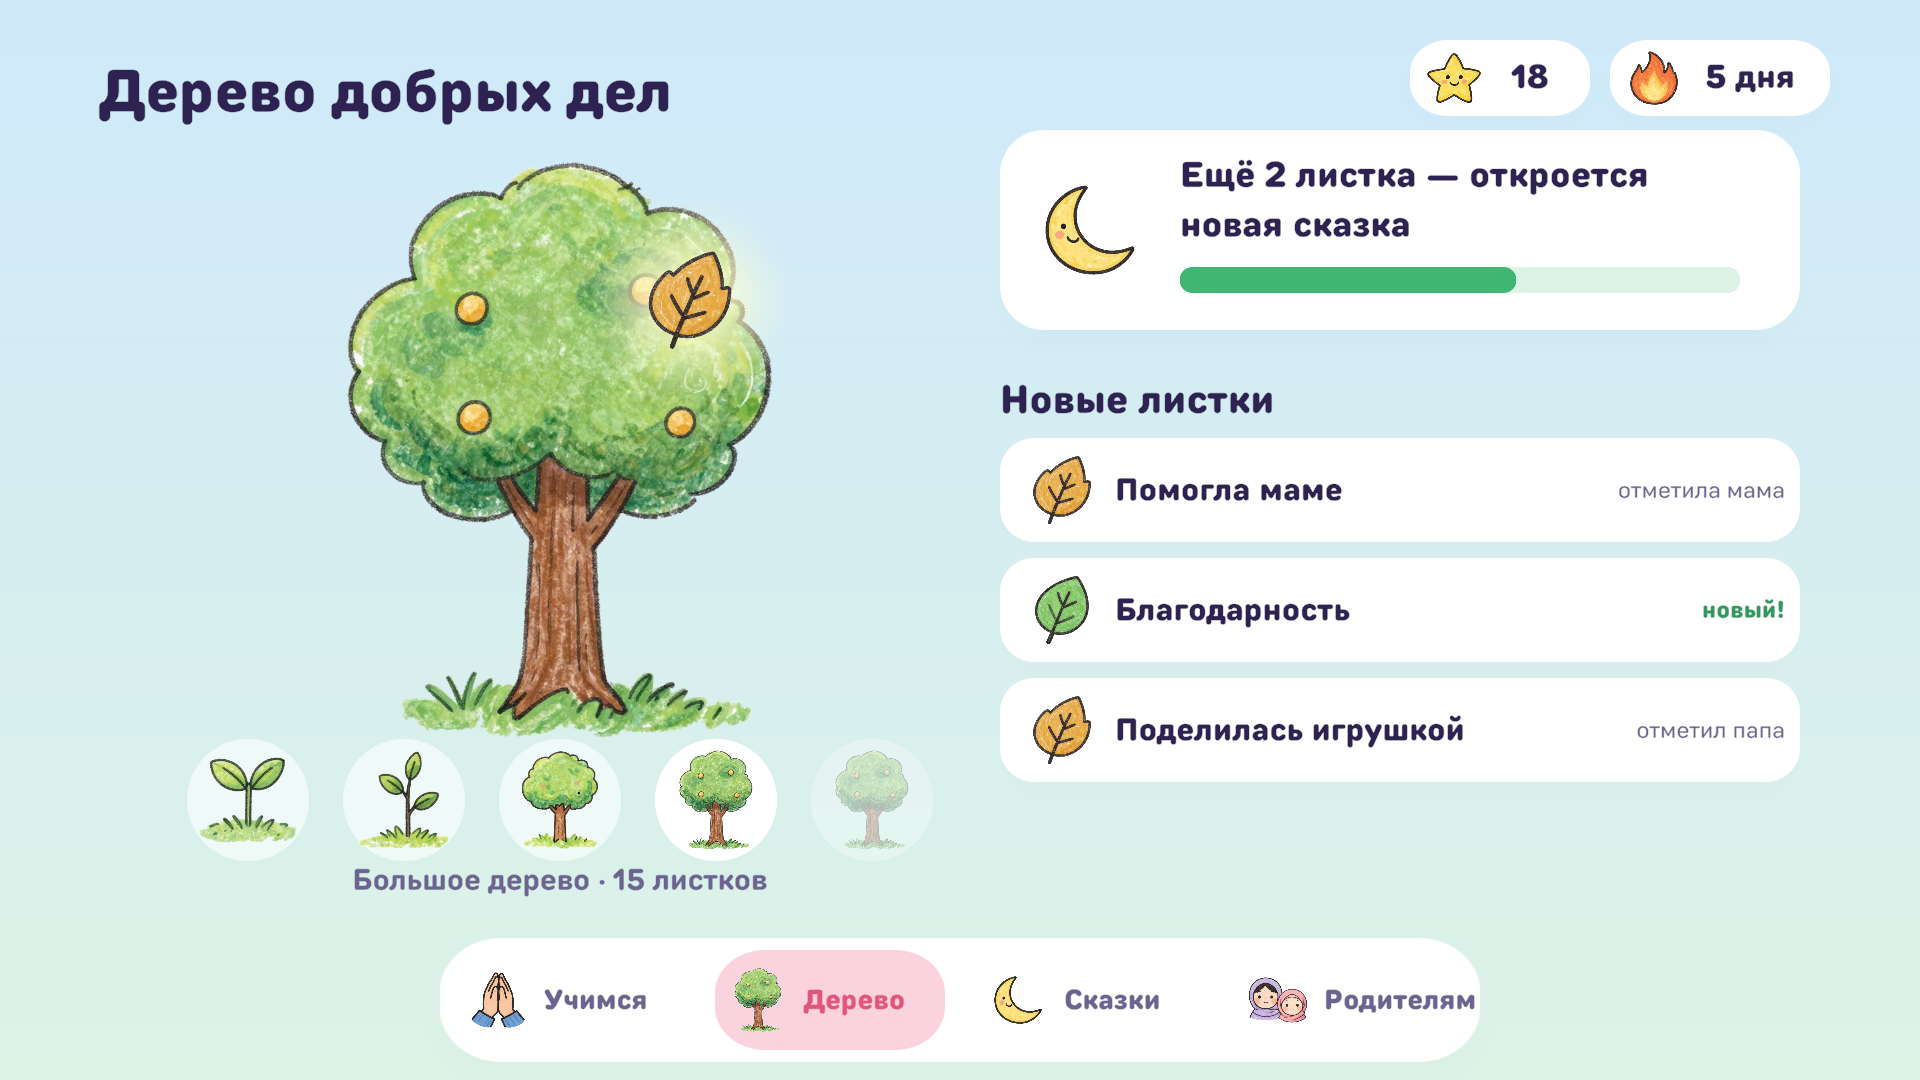 Дерево добрых дел
18
5 дня
Ещё 2 листка — откроется
новая сказка
Новые листки
Помогла маме
отметила мама
Благодарность
новый!
Поделилась игрушкой
отметил папа
Большое дерево · 15 листков
Учимся
Дерево
Сказки
Родителям